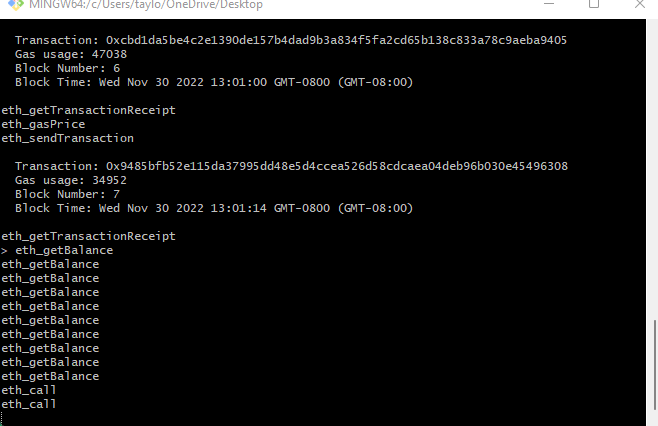 MINGW64:/c/Users/taylo/OneDrive/Desktop
Transaction: 0xcbd1da5be4c2e1390de157b4dad9b3a834f5fa2cd65b138c833a78c9aeba9405
Gas usage: 47038
Block Number: 6
Block Time: Wed Nov 30 2022 13:01:00 GMT-0800 (GMT-08:00)
eth_getTransactionReceipt
eth_gasPrice
eth_sendTransaction
Transaction: 0x9485bfb52e115da37995dd48e5d4ccea526d58cdcaea04deb96b030e45496308
Gas usage: 34952
Block Number: 7
Block Time: Wed Nov 30 2022 13:01:14 GMT-0800 (GMT-08:00)
eth_getTransactionReceipt
> eth_getBalance
eth_getBalance
eth_getBalance
eth_getBalance
eth_getBalance
eth_getBalance
eth_getBalance
eth_getBalance
eth_getBalance
eth_getBalance
eth_call
eth_call